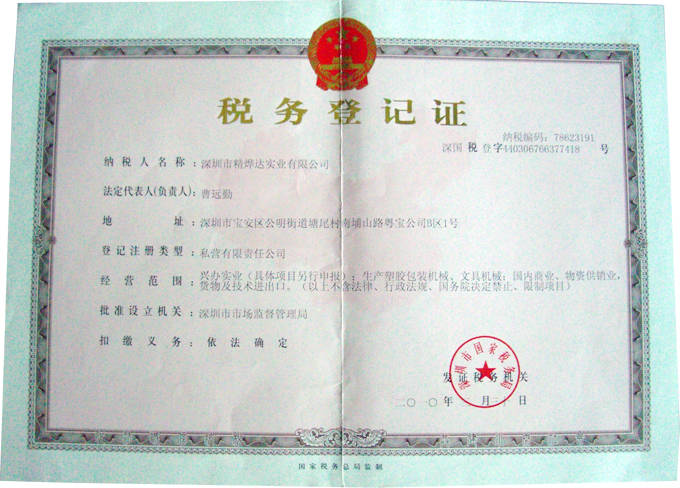 税务登记证
纳税编码：78623191
深国 税 登字440306766377418 号
纳税人名称：深圳市精烨达实业有限公司
法定代表人(负责人)：曹远勤
地 址：深圳市宝安区公明街道塘尾村南埔山路粤宝公司B区1号
登记注册类型：私营有限责任公司
经营范围：兴办实业（具体项目另行申报）；生产塑胶包装机械、文具机械；国内商业、物资供销业，
货物及技术进出口。（以上不含法律、行政法规、国务院决定禁止、限制项目）
批准设立机关：深圳市市场监督管理局
扣缴义务：依法确定
深圳市国家税务局
发证税务机关
二〇一〇年 月三 日
国家税务总局监制